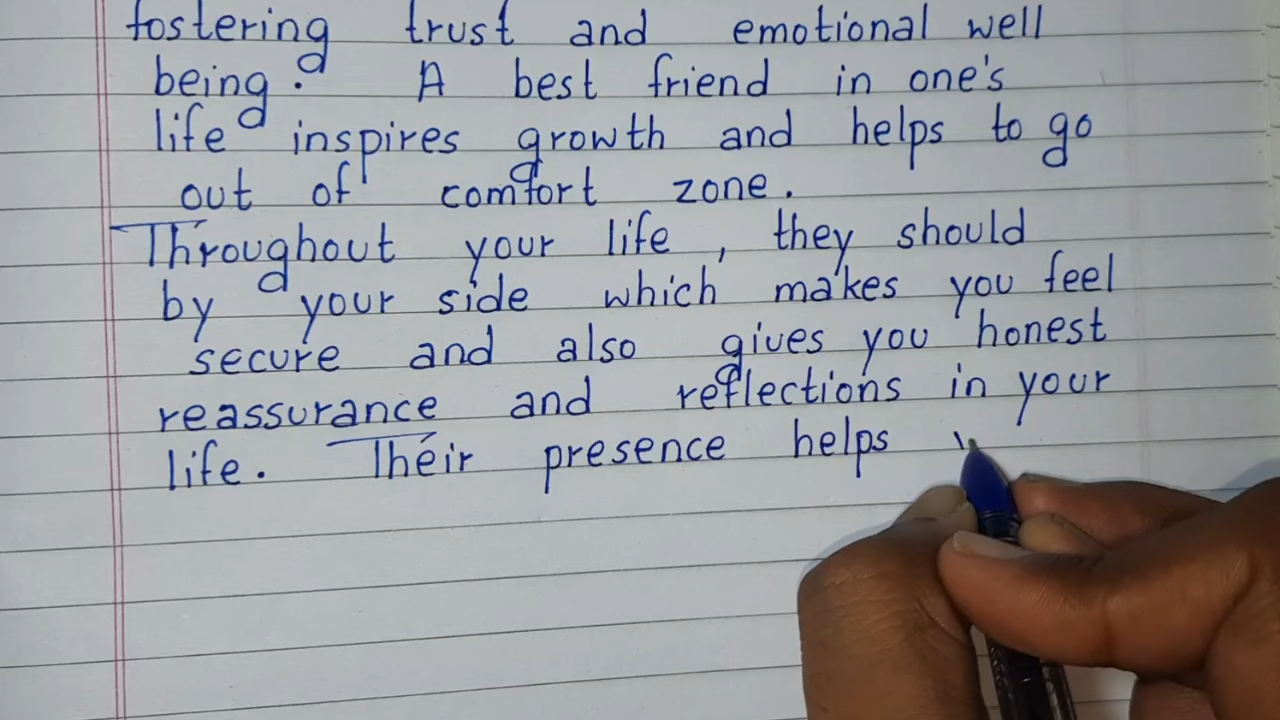 fostering trust and emotional well
being. A best friend in one's
life inspires growth and helps to go
out of comfort zone.
Throughout your life, they should
by your side which makes you feel
secure and also gives you honest
reassurance and reflections in your
life. Their presence helps